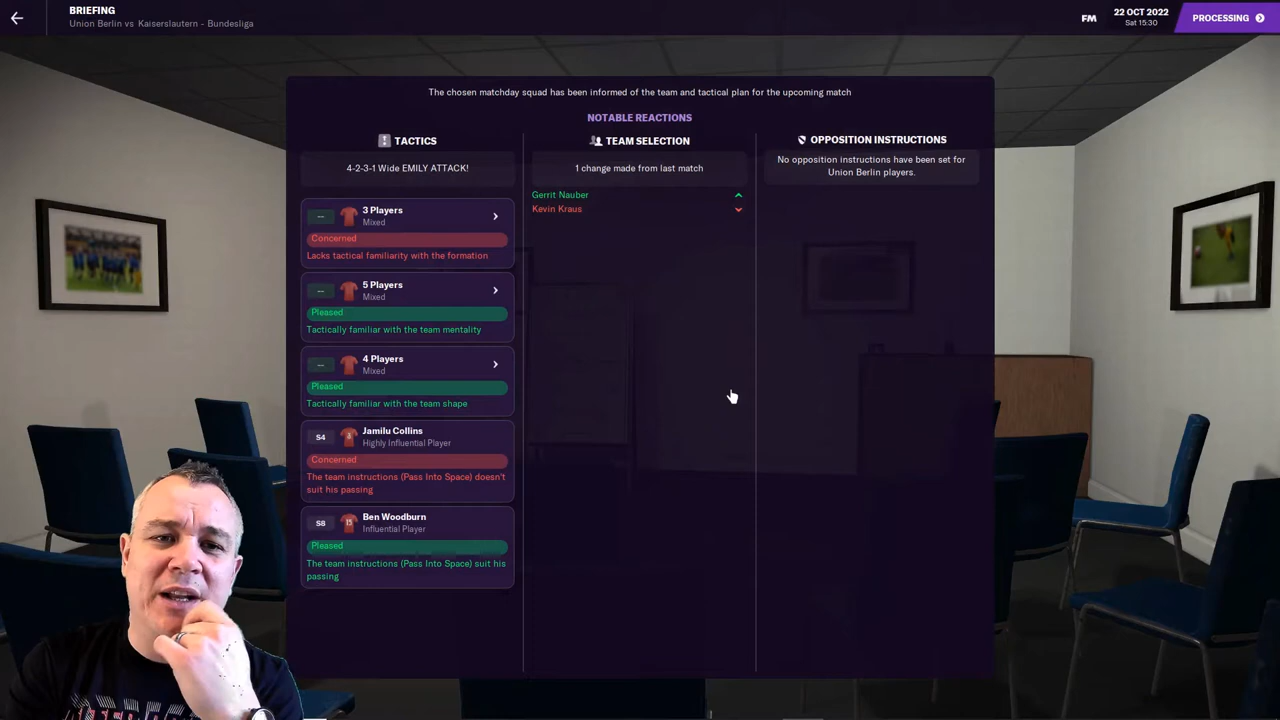 BRIEFING
Union Berlin vs Kaiserslautern - Bundesliga
FM
22 OCT 2022
Sat 15:30
PROCESSING
The chosen matchday squad has been informed of the team and tactical plan for the upcoming match
NOTABLE REACTIONS
TACTICS
4-2-3-1 Wide EMILY ATTACK!
--
3 Players
Mixed
Concerned
Lacks tactical familiarity with the formation
--
5 Players
Mixed
Pleased
Tactically familiar with the team mentality
--
4 Players
Mixed
Pleased
Tactically familiar with the team shape
S4
Jamilu Collins
Highly Influential Player
Concerned
The team instructions (Pass Into Space) doesn't
suit his passing
S8
15
Ben Woodburn
Influential Player
Pleased
The team instructions (Pass Into Space) suit his
passing
TEAM SELECTION
1 change made from last match
Gerrit Nauber
Kevin Kraus
OPPOSITION INSTRUCTIONS
No opposition instructions have been set for
Union Berlin players.